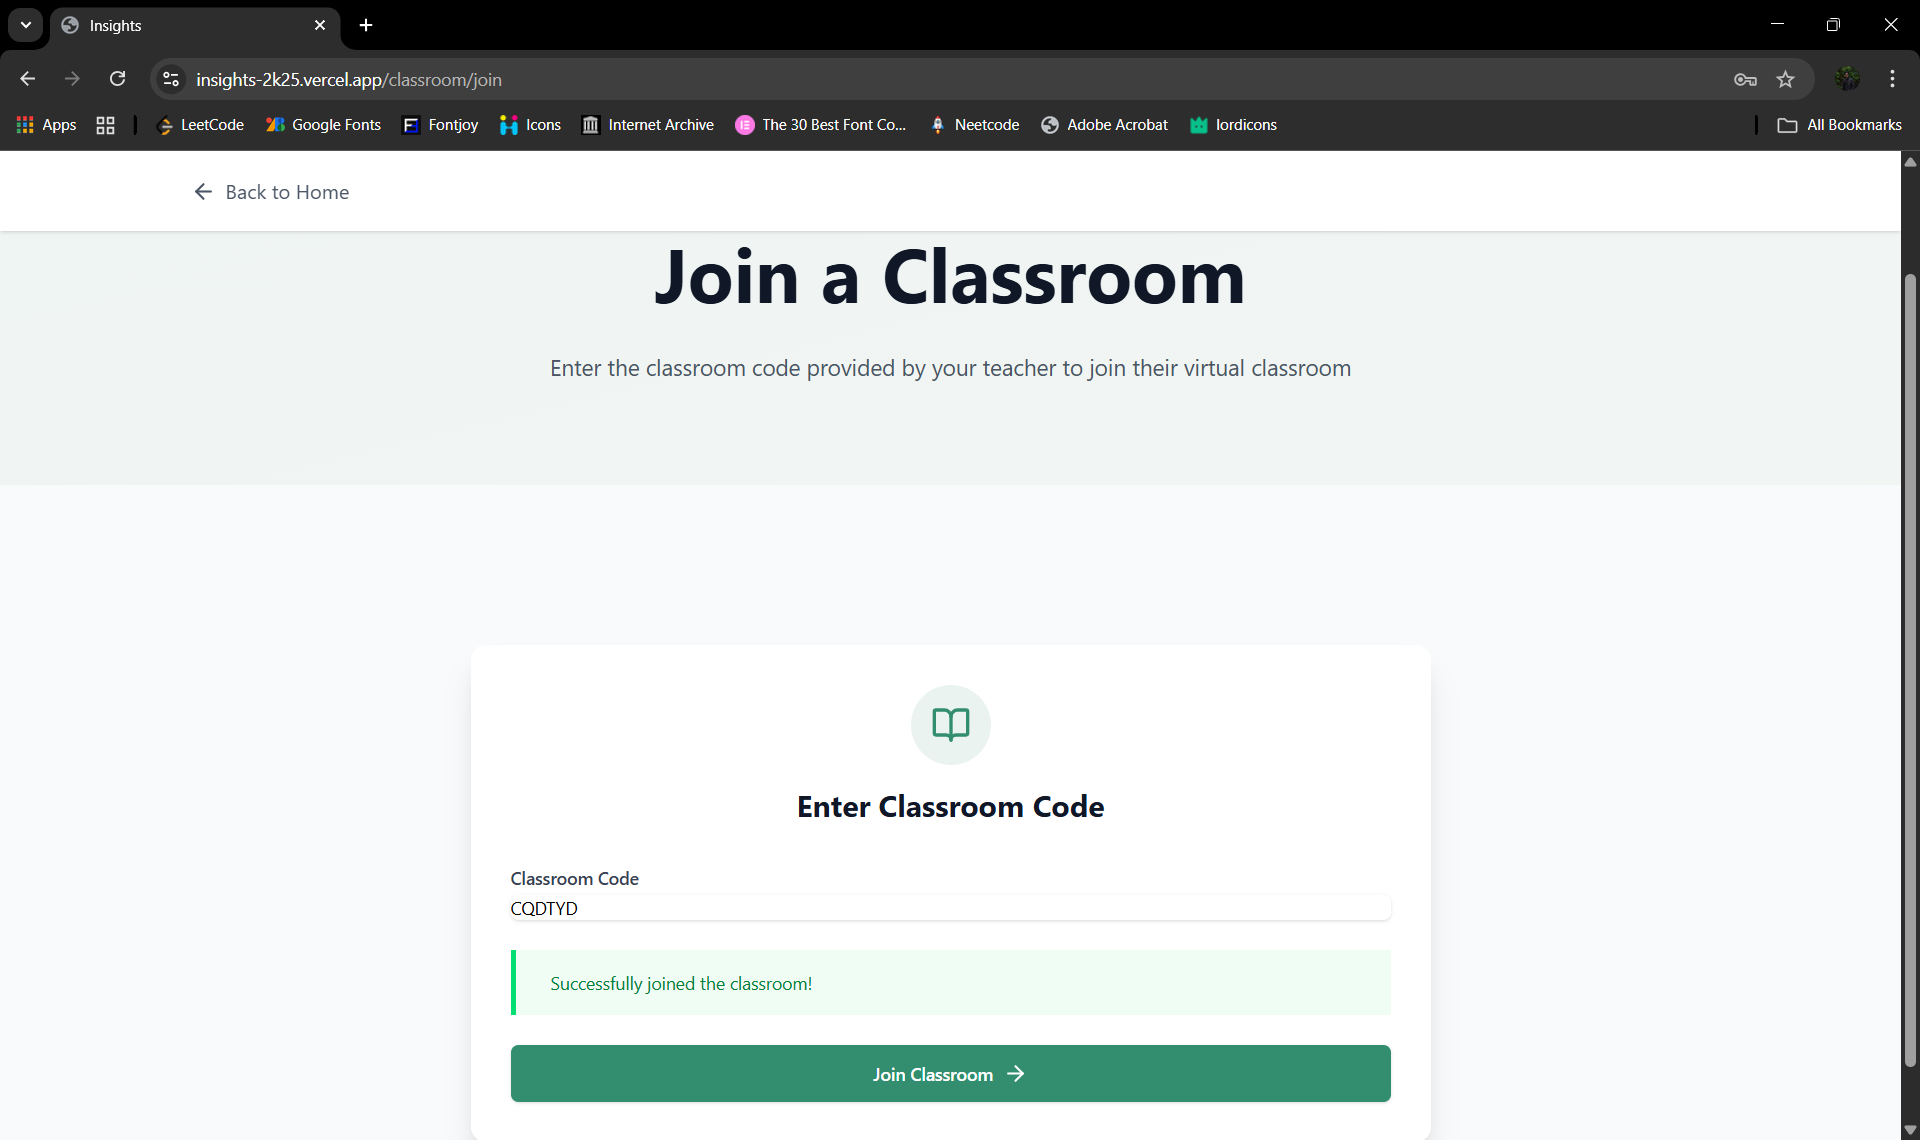 Insights
insights-2k25.vercel.app/classroom/join
Apps LeetCode Google Fonts Fontjoy Icons Internet Archive The 30 Best Font Co... Neetcode Adobe Acrobat lordicons All Bookmarks
Back to Home
Join a Classroom
Enter the classroom code provided by your teacher to join their virtual classroom
Enter Classroom Code
Classroom Code
CQDTYD
Successfully joined the classroom!
Join Classroom